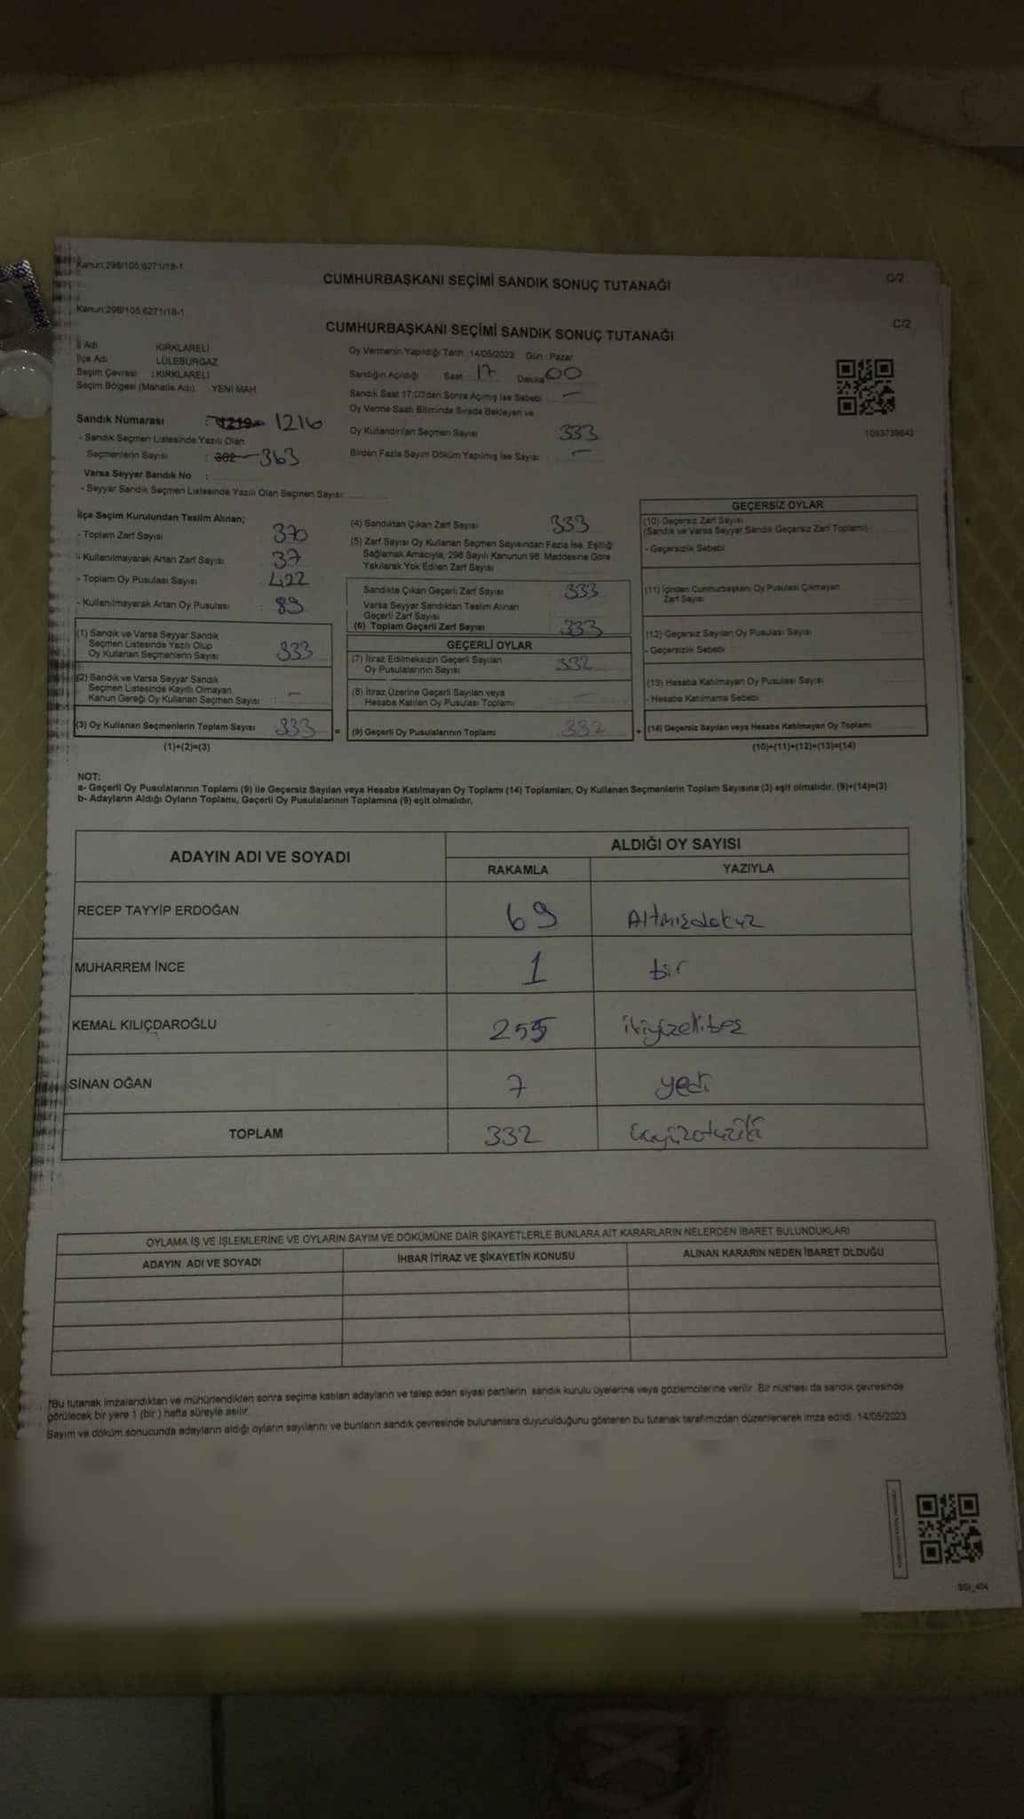 Kanun:298/105,6271/18-1
CUMHURBAŞKANI SEÇİMİ SANDIK SONUÇ TUTANAĞI
C/2
Kanun:298/105,6271/18-1
CUMHURBAŞKANI SEÇİMİ SANDIK SONUÇ TUTANAĞI
C/2
İl Adı KIRKLARELİ
İlçe Adı LÜLEBURGAZ
Seçim Çevresi : KIRKLARELİ
Seçim Bölgesi (Mahalle Adı) YENİ MAH
Sandık Numarası 1219 1216
- Sandık Seçmen Listesinde Yazılı Olan
Seçmenlerin Sayısı : 382 363
Varsa Seyyar Sandık No :
- Seyyar Sandık Seçmen Listesinde Yazılı Olan Seçmen Sayısı
Oy Vermenin Yapıldığı Tarih :14/05/2023 Gün : Pazar
Sandığın Açıldığı Saat 17 Dakika 00
Sandık Saat 17:00'den Sonra Açılmış İse Sebebi —
Oy Verme Saati Bitiminde Sırada Bekleyen ve
Oy Kullandırılan Seçmen Sayısı 333
Birden Fazla Sayım Döküm Yapılmış İse Sayısı —
1093739843
İlçe Seçim Kurulundan Teslim Alınan;
- Toplam Zarf Sayısı 370
- Kullanılmayarak Artan Zarf Sayısı 37
- Toplam Oy Pusulası Sayısı 422
- Kullanılmayarak Artan Oy Pusulası : 89
(1) Sandık ve Varsa Seyyar Sandık
Seçmen Listesinde Yazılı Olup
Oy Kullanan Seçmenlerin Sayısı 333
(2) Sandık ve Varsa Seyyar Sandık
Seçmen Listesinde Kayıtlı Olmayan
Kanun Gereği Oy Kullanan Seçmen Sayısı —
(3) Oy Kullanan Seçmenlerin Toplam Sayısı 333
(1)+(2)=(3)
(4) Sandıktan Çıkan Zarf Sayısı 333
(5) Zarf Sayısı Oy Kullanan Seçmen Sayısından Fazla İse, Eşitliği
Sağlamak Amacıyla, 298 Sayılı Kanunun 98. Maddesine Göre
Yakılarak Yok Edilen Zarf Sayısı
Sandıkta Çıkan Geçerli Zarf Sayısı 333
Varsa Seyyar Sandıktan Teslim Alınan
Geçerli Zarf Sayısı
(6) Toplam Geçerli Zarf Sayısı 333
GEÇERLİ OYLAR
(7) İtiraz Edilmeksizin Geçerli Sayılan
Oy Pusulalarının Sayısı 332
(8) İtiraz Üzerine Geçerli Sayılan veya
Hesaba Katılan Oy Pusulası Toplamı
= (9) Geçerli Oy Pusulalarının Toplamı 332
GEÇERSİZ OYLAR
(10) Geçersiz Zarf Sayısı
(Sandık ve Varsa Seyyar Sandık Geçersiz Zarf Toplamı)
- Geçersizlik Sebebi
(11) İçinden Cumhurbaşkanı Oy Pusulası Çıkmayan
Zarf Sayısı
(12) Geçersiz Sayılan Oy Pusulası Sayısı
- Geçersizlik Sebebi
(13) Hesaba Katılmayan Oy Pusulası Sayısı
- Hesaba Katılmama Sebebi
+ (14) Geçersiz Sayılan veya Hesaba Katılmayan Oy Toplamı
(10)+(11)+(12)+(13)=(14)
NOT:
a- Geçerli Oy Pusulalarının Toplamı (9) ile Geçersiz Sayılan veya Hesaba Katılmayan Oy Toplamı (14) Toplamları, Oy Kullanan Seçmenlerin Toplam Sayısına (3) eşit olmalıdır. (9)+(14)=(3)
b- Adayların Aldığı Oyların Toplamı, Geçerli Oy Pusulalarının Toplamına (9) eşit olmalıdır.
ADAYIN ADI VE SOYADI ALDIĞI OY SAYISI
RAKAMLA YAZIYLA
RECEP TAYYİP ERDOĞAN 69 Altmışdokuz
MUHARREM İNCE 1 bir
KEMAL KILIÇDAROĞLU 255 ikiyüzellibeş
SİNAN OĞAN 7 yedi
TOPLAM 332 üçyüzotuziki
OYLAMA İŞ VE İŞLEMLERİNE VE OYLARIN SAYIM VE DÖKÜMÜNE DAİR ŞİKAYETLERLE BUNLARA AİT KARARLARIN NELERDEN İBARET BULUNDUKLARI
ADAYIN ADI VE SOYADI İHBAR İTİRAZ VE ŞİKAYETİN KONUSU ALINAN KARARIN NEDEN İBARET OLDUĞU
*Bu tutanak imzalandıktan ve mühürlendikten sonra seçime katılan adayların ve talep eden siyasi partilerin sandık kurulu üyelerine veya gözlemcilerine verilir. Bir nüshası da sandık çevresinde
görülecek bir yere 1 (bir) hafta süreyle asılır.
Sayım ve döküm sonucunda adayların aldığı oyların sayılarını ve bunların sandık çevresinde bulunanlara duyurulduğunu gösteren bu tutanak tarafımızdan düzenlenerek imza edildi. 14/05/2023